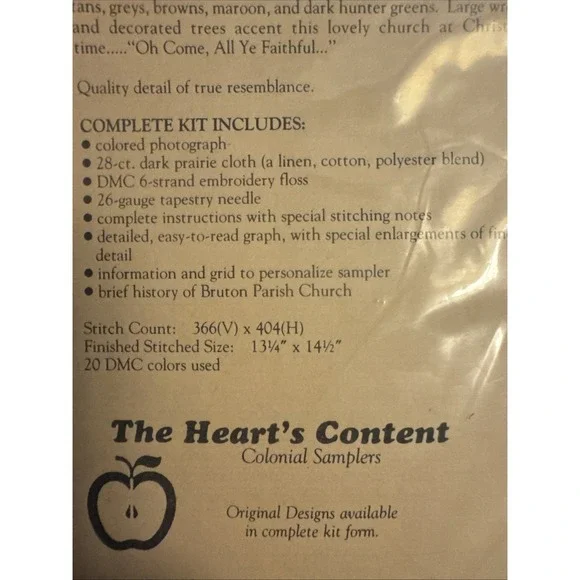 tans, greys, browns, maroon, and dark hunter greens. Large
and decorated trees accent this lovely church at
time....."Oh Come, All Ye Faithful..."
Quality detail of true resemblance.
COMPLETE KIT INCLUDES:
• colored photograph
• 28-ct. dark prairie cloth (a linen, cotton, polyester blend)
• DMC 6-strand embroidery floss
• 26-gauge tapestry needle
• complete instructions with special stitching notes
• detailed, easy-to-read graph, with special enlargements of
detail
• information and grid to personalize sampler
• brief history of Bruton Parish Church
Stitch Count: 366(V) x 404(H)
Finished Stitched Size: 13¼" x 14½"
20 DMC colors used
The Heart's Content
Colonial Samplers
Original Designs available
in complete kit form.